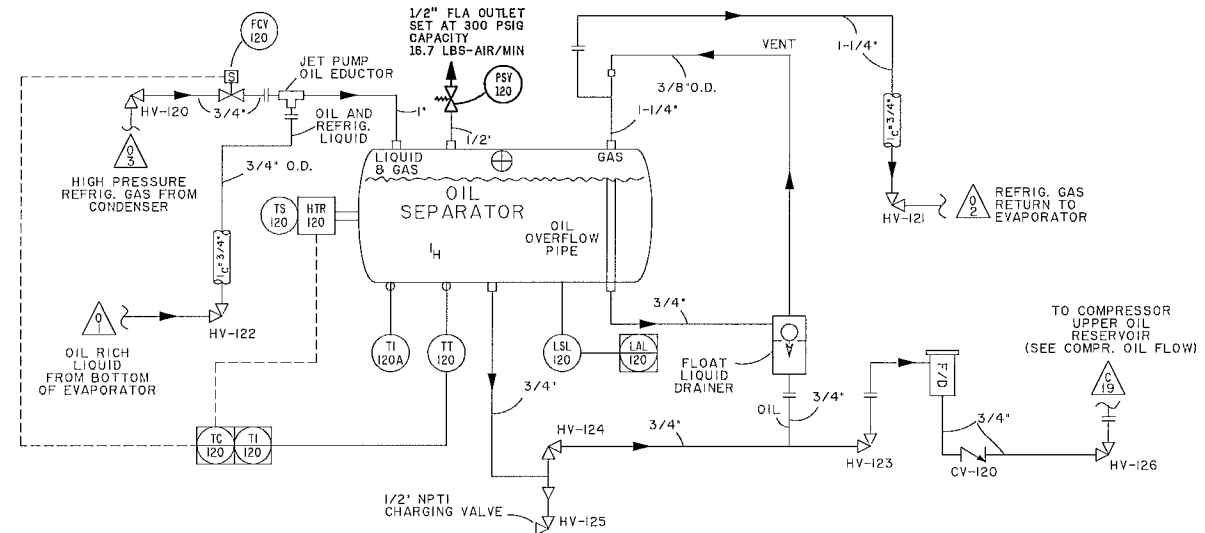 FCV
120
1/2" FLA OUTLET
SET AT 300 PSIG
CAPACITY
16.7 LBS-AIR/MIN
PSV
120
JET PUMP
OIL EDUCTOR
S
HV-120
3/4"
OIL AND
REFRIG.
LIQUID
1"
1/2"
3/4" O.D.
O
3
HIGH PRESSURE
REFRIG. GAS FROM
CONDENSER
TS
120
HTR
120
LIQUID
& GAS
GAS
OIL
SEPARATOR
OIL
OVERFLOW
PIPE
IH
VENT
3/8" O.D.
1-1/4"
1-1/4"
IC=3/4"
HV-121
O
2
REFRIG. GAS
RETURN TO
EVAPORATOR
IC=3/4"
HV-122
O
1
OIL RICH
LIQUID
FROM BOTTOM
OF EVAPORATOR
TI
120A
TT
120
LSL
120
LAL
120
3/4"
FLOAT
LIQUID
DRAINER
TO COMPRESSOR
UPPER OIL
RESERVOIR
(SEE COMPR. OIL FLOW)
C
19
F/D
3/4"
OIL
3/4"
3/4"
3/4"
HV-124
HV-123
CV-120
HV-126
TC
120
TI
120
1/2" NPTI
CHARGING VALVE
HV-125